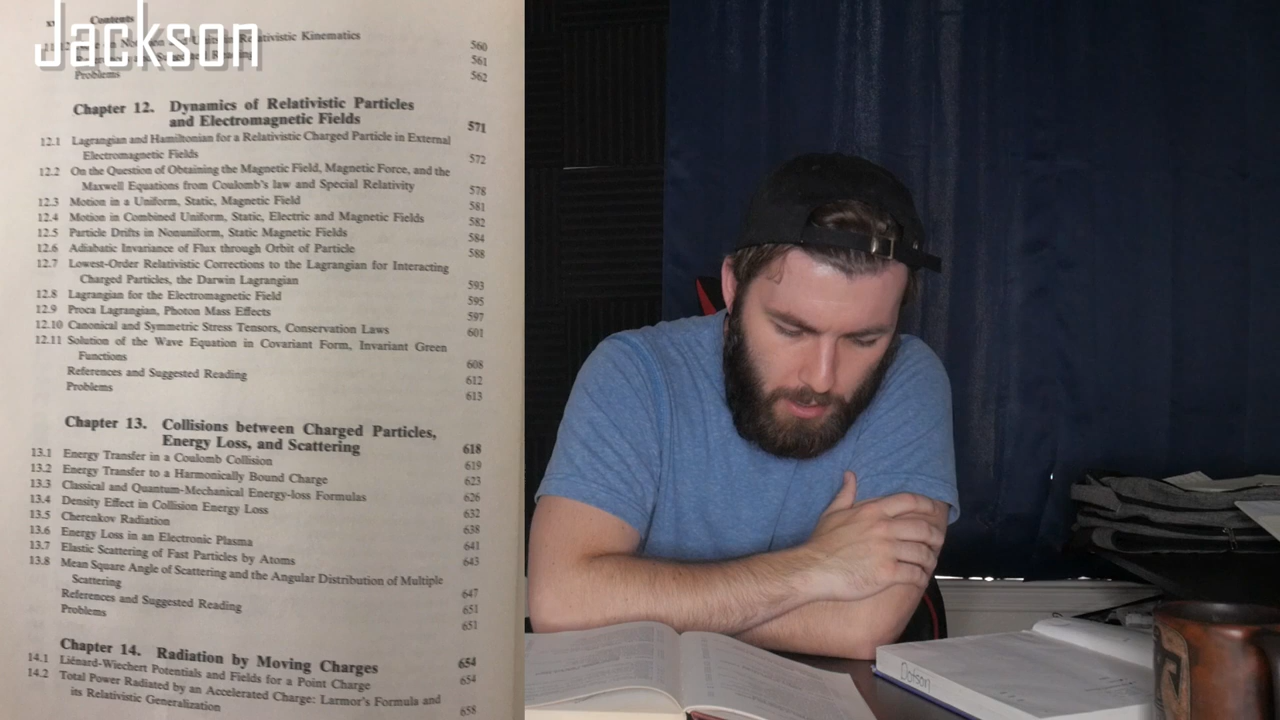 Contents
Jackson
Relativistic Kinematics
560
561
Problems
562
Chapter 12. Dynamics of Relativistic Particles
and Electromagnetic Fields
571
12.1 Lagrangian and Hamiltonian for a Relativistic Charged Particle in External
Electromagnetic Fields
572
12.2 On the Question of Obtaining the Magnetic Field, Magnetic Force, and the
Maxwell Equations from Coulomb's law and Special Relativity
578
12.3 Motion in a Uniform, Static, Magnetic Field
581
12.4 Motion in Combined Uniform, Static, Electric and Magnetic Fields
582
12.5 Particle Drifts in Nonuniform, Static Magnetic Fields
584
12.6 Adiabatic Invariance of Flux through Orbit of Particle
588
12.7 Lowest-Order Relativistic Corrections to the Lagrangian for Interacting
Charged Particles, the Darwin Lagrangian
593
12.8 Lagrangian for the Electromagnetic Field
595
12.9 Proca Lagrangian, Photon Mass Effects
597
12.10 Canonical and Symmetric Stress Tensors, Conservation Laws
601
12.11 Solution of the Wave Equation in Covariant Form, Invariant Green
Functions
608
References and Suggested Reading
612
Problems
613
Chapter 13. Collisions between Charged Particles,
Energy Loss, and Scattering
618
13.1 Energy Transfer in a Coulomb Collision
619
13.2 Energy Transfer to a Harmonically Bound Charge
623
13.3 Classical and Quantum-Mechanical Energy-loss Formulas
626
13.4 Density Effect in Collision Energy Loss
632
13.5 Cherenkov Radiation
638
13.6 Energy Loss in an Electronic Plasma
641
13.7 Elastic Scattering of Fast Particles by Atoms
643
13.8 Mean Square Angle of Scattering and the Angular Distribution of Multiple
Scattering
647
References and Suggested Reading
651
Problems
651
Chapter 14. Radiation by Moving Charges
654
14.1 Liénard-Wiechert Potentials and Fields for a Point Charge
654
14.2 Total Power Radiated by an Accelerated Charge: Larmor's Formula and
its Relativistic Generalization
658
Dotson